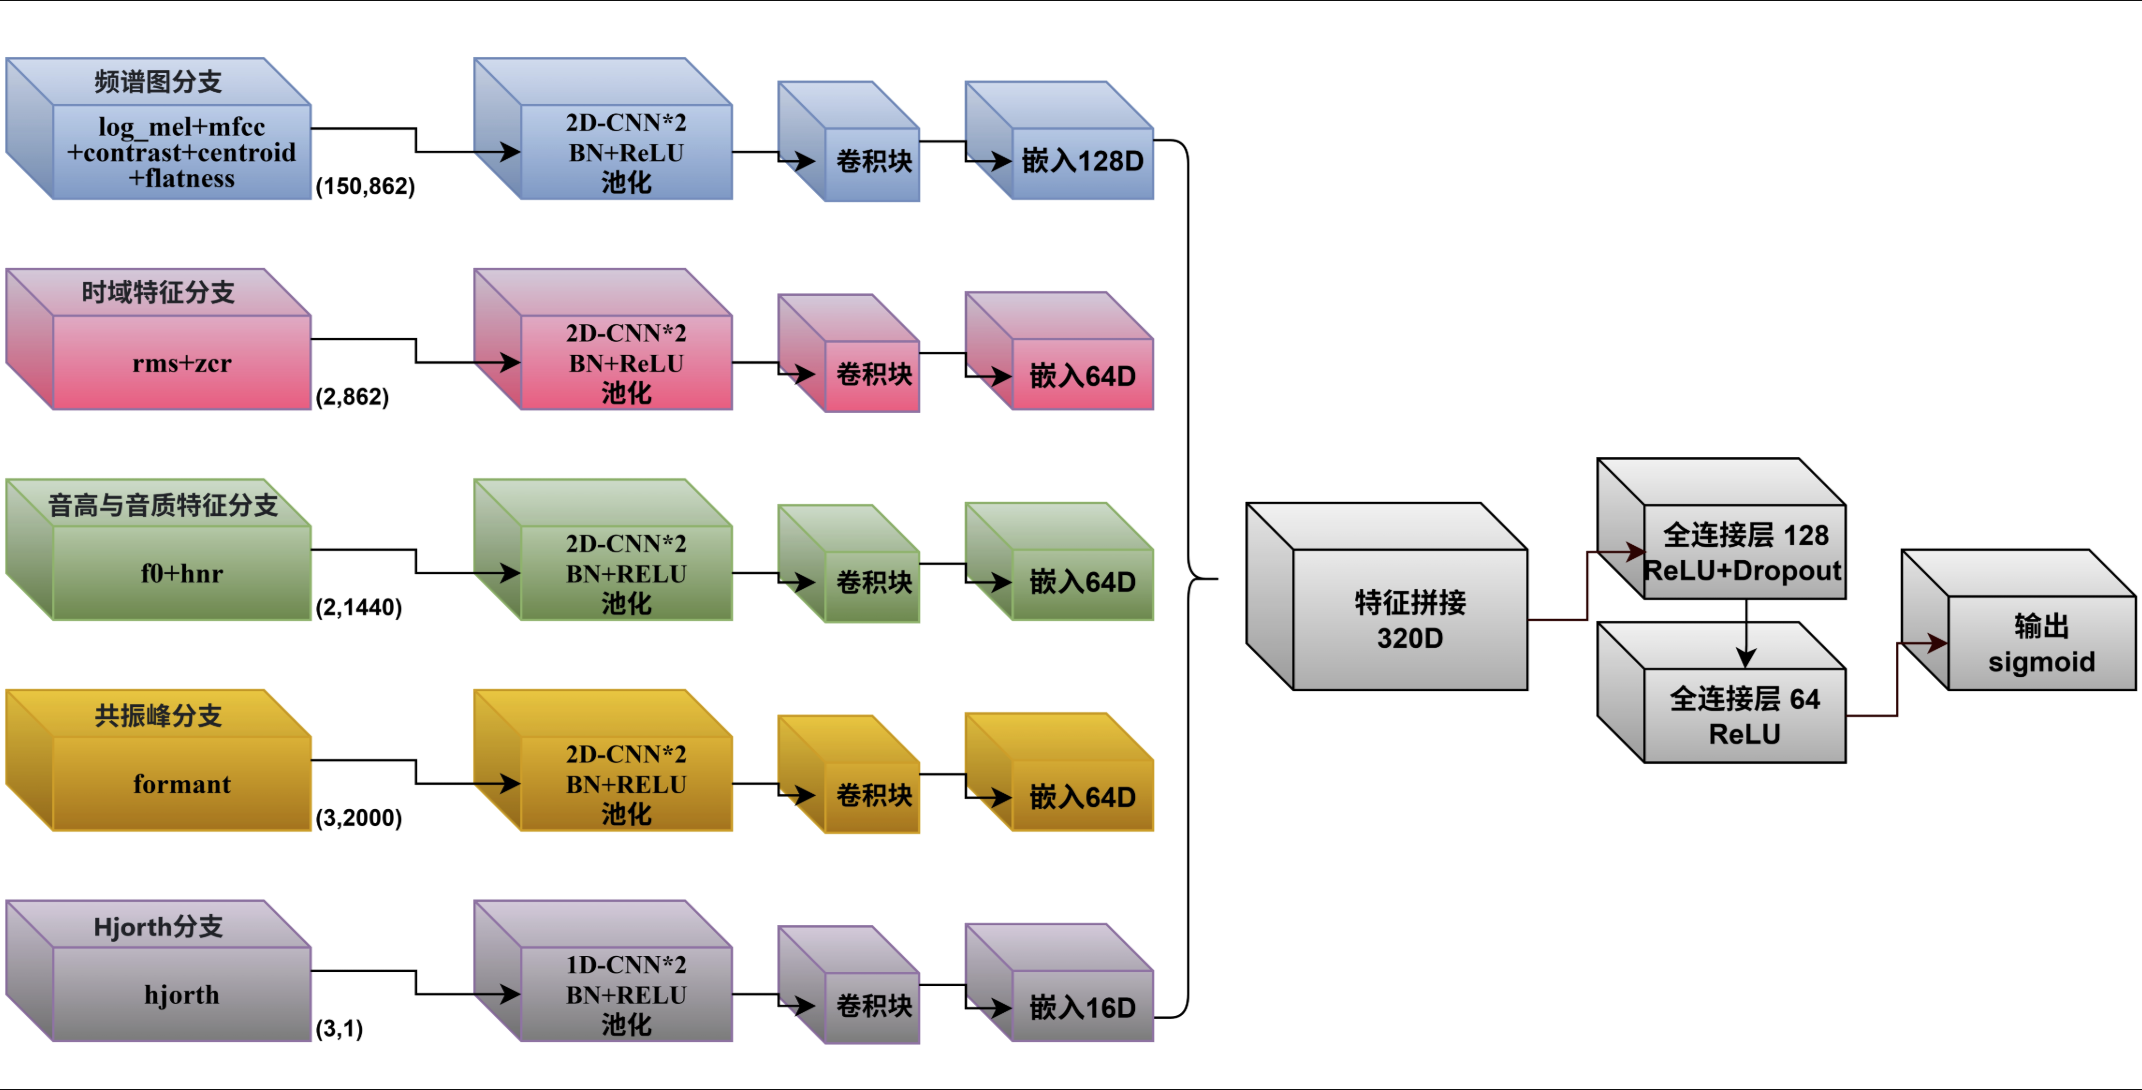 频谱图分支
log_mel+mfcc
+contrast+centroid
+flatness
(150,862)
2D-CNN*2
BN+ReLU
池化
卷积块
嵌入128D
时域特征分支
rms+zcr
(2,862)
2D-CNN*2
BN+ReLU
池化
卷积块
嵌入64D
音高与音质特征分支
f0+hnr
(2,1440)
2D-CNN*2
BN+RELU
池化
卷积块
嵌入64D
共振峰分支
formant
(3,2000)
2D-CNN*2
BN+RELU
池化
卷积块
嵌入64D
Hjorth分支
hjorth
(3,1)
1D-CNN*2
BN+RELU
池化
卷积块
嵌入16D
特征拼接
320D
全连接层 128
ReLU+Dropout
全连接层 64
ReLU
输出
sigmoid